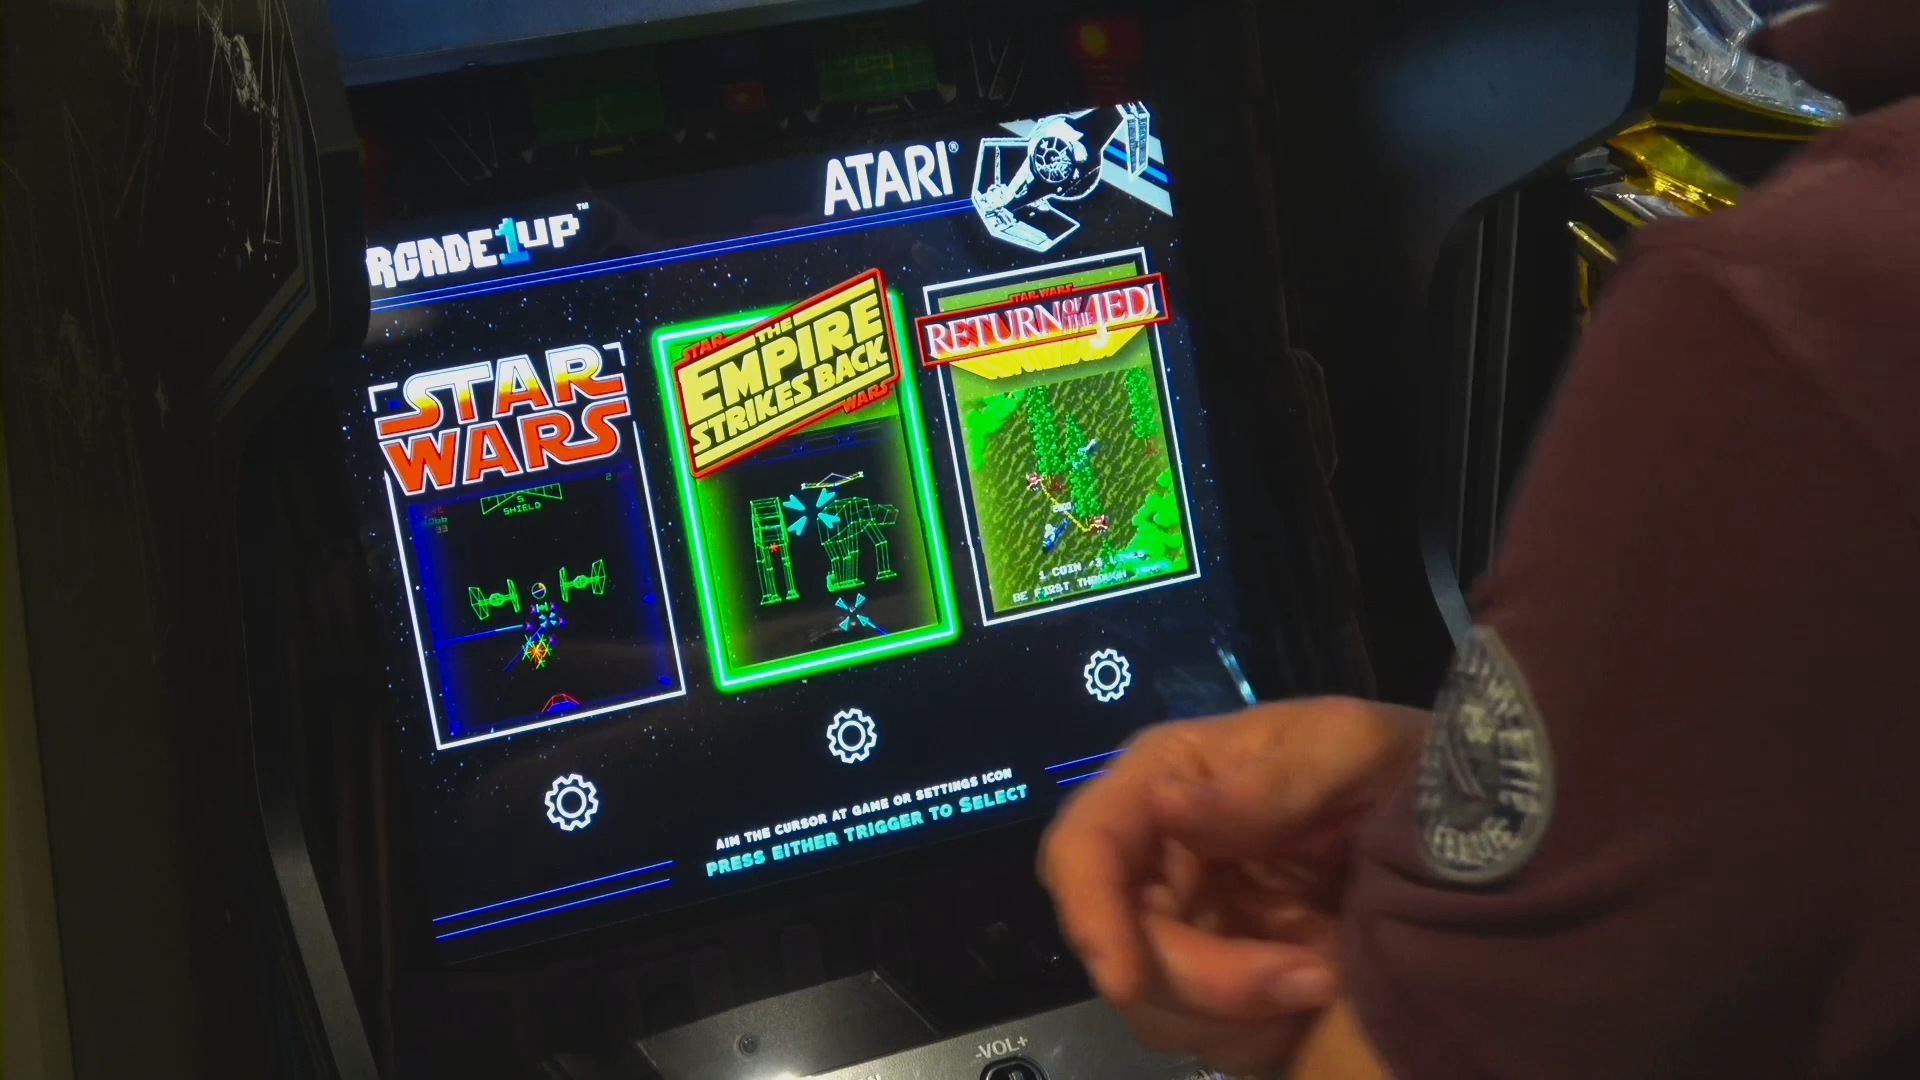 ATARI®
RCADE1UP™
STAR WARS
RETURN OF THE JEDI
STAR
THE
EMPIRE
STRIKES BACK
WARS
STAR
WARS
SHIELD
1 COIN
BE FIRST THROUGH
AIM THE CURSOR AT GAME OR SETTINGS ICON
PRESS EITHER TRIGGER TO SELECT
-VOL+